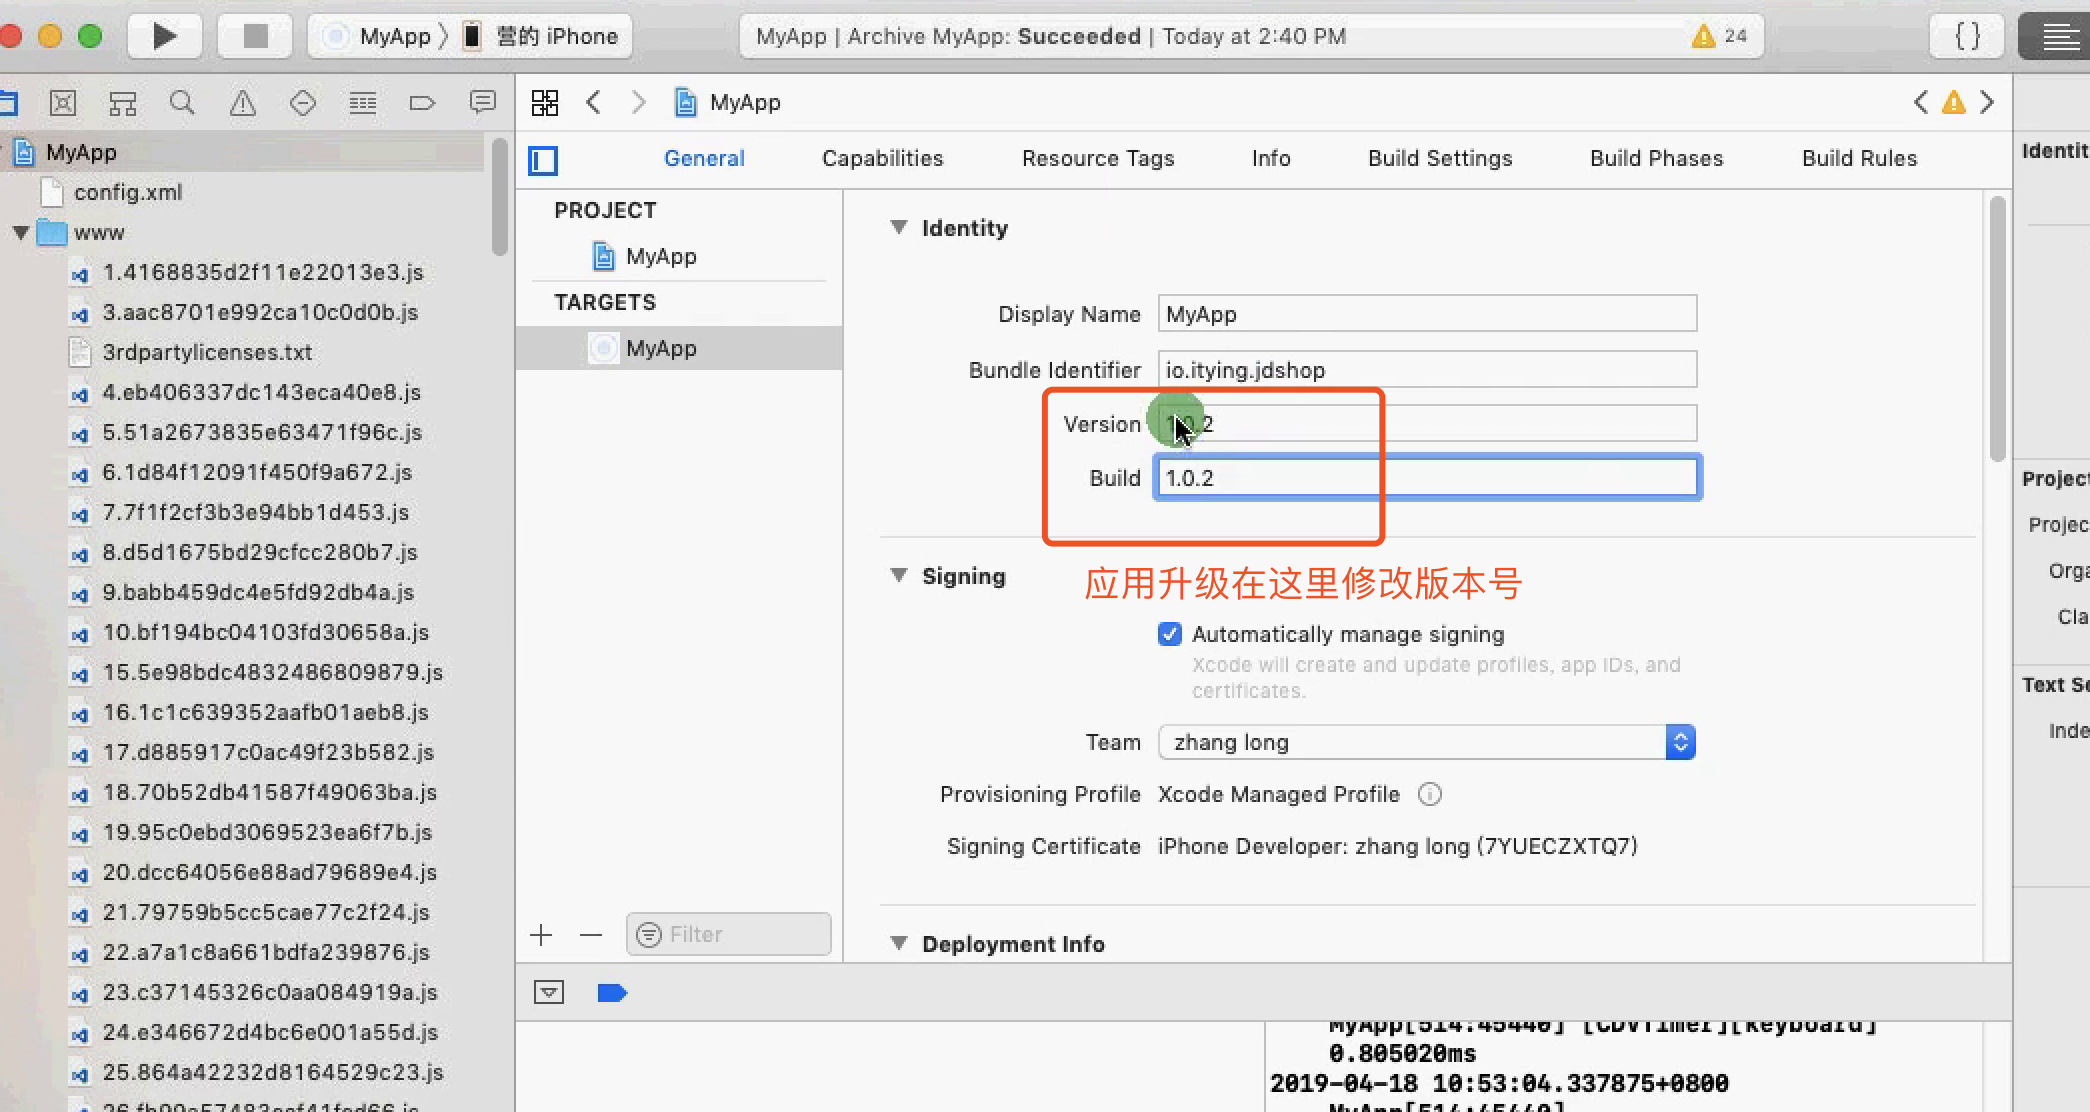 MyApp 〉 营的 iPhone
MyApp | Archive MyApp: Succeeded | Today at 2:40 PM
24
{ }
MyApp
config.xml
www
1.4168835d2f11e22013e3.js
3.aac8701e992ca10c0d0b.js
3rdpartylicenses.txt
4.eb406337dc143eca40e8.js
5.51a2673835e63471f96c.js
6.1d84f12091f450f9a672.js
7.7f1f2cf3b3e94bb1d453.js
8.d5d1675bd29cfcc280b7.js
9.babb459dc4e5fd92db4a.js
10.bf194bc04103fd30658a.js
15.5e98bdc4832486809879.js
16.1c1c639352aafb01aeb8.js
17.d885917c0ac49f23b582.js
18.70b52db41587f49063ba.js
19.95c0ebd3069523ea6f7b.js
20.dcc64056e88ad79689e4.js
21.79759b5cc5cae77c2f24.js
22.a7a1c8a661bdfa239876.js
23.c37145326c0aa084919a.js
24.e346672d4bc6e001a55d.js
25.864a42232d8164529c23.js
MyApp
General
Capabilities
Resource Tags
Info
Build Settings
Build Phases
Build Rules
PROJECT
MyApp
TARGETS
MyApp
Filter
Identity
Display Name MyApp
Bundle Identifier io.itying.jdshop
Version
Build 1.0.2
Signing
应用升级在这里修改版本号
Automatically manage signing
Xcode will create and update profiles, app IDs, and
certificates.
Team zhang long
Provisioning Profile Xcode Managed Profile
Signing Certificate iPhone Developer: zhang long (7YUECZXTQ7)
Deployment Info
MyApp[514:45440] [CDVTimer][keyboard]
0.805020ms
2019-04-18 10:53:04.337875+0800
MyApp[514:45440]
Identit
Project
Projec
Orga
Cla
Text Se
Inde